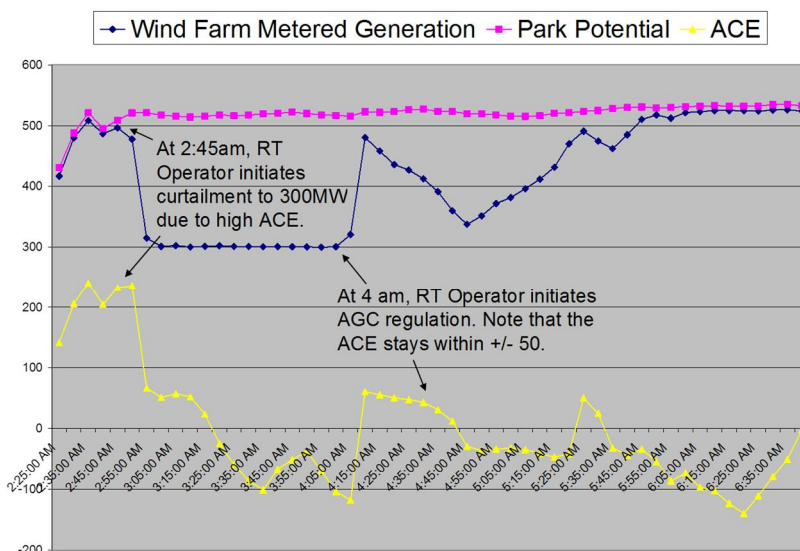 Wind Farm Metered Generation Park Potential ACE
600
500
400
300
200
100
0
-100
-200
At 2:45am, RT
Operator initiates
curtailment to 300MW
due to high ACE.
At 4 am, RT Operator initiates
AGC regulation. Note that the
ACE stays within +/- 50.
2:25:00 AM
2:35:00 AM
2:45:00 AM
2:55:00 AM
3:05:00 AM
3:15:00 AM
3:25:00 AM
3:35:00 AM
3:45:00 AM
3:55:00 AM
4:05:00 AM
4:15:00 AM
4:25:00 AM
4:35:00 AM
4:45:00 AM
4:55:00 AM
5:05:00 AM
5:15:00 AM
5:25:00 AM
5:35:00 AM
5:45:00 AM
5:55:00 AM
6:05:00 AM
6:15:00 AM
6:25:00 AM
6:35:00 AM